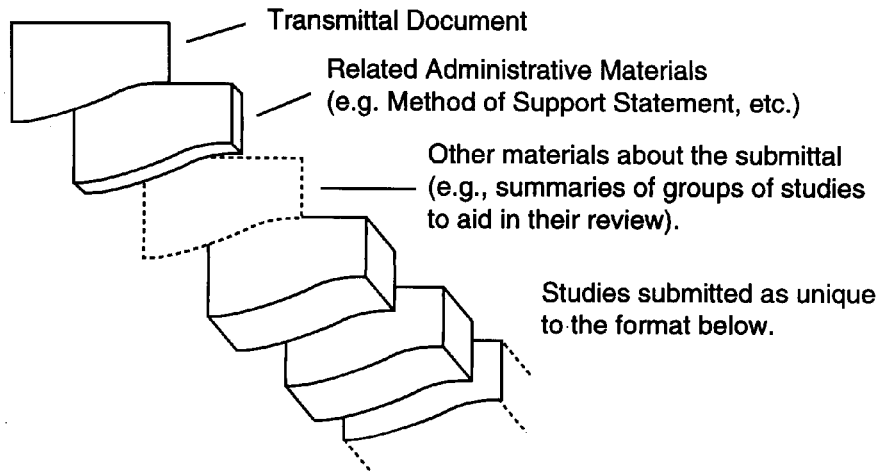 Transmittal Document
Related Administrative Materials
(e.g. Method of Support Statement, etc.)
Other materials about the submittal
(e.g., summaries of groups of studies
to aid in their review).
Studies submitted as unique
to the format below.